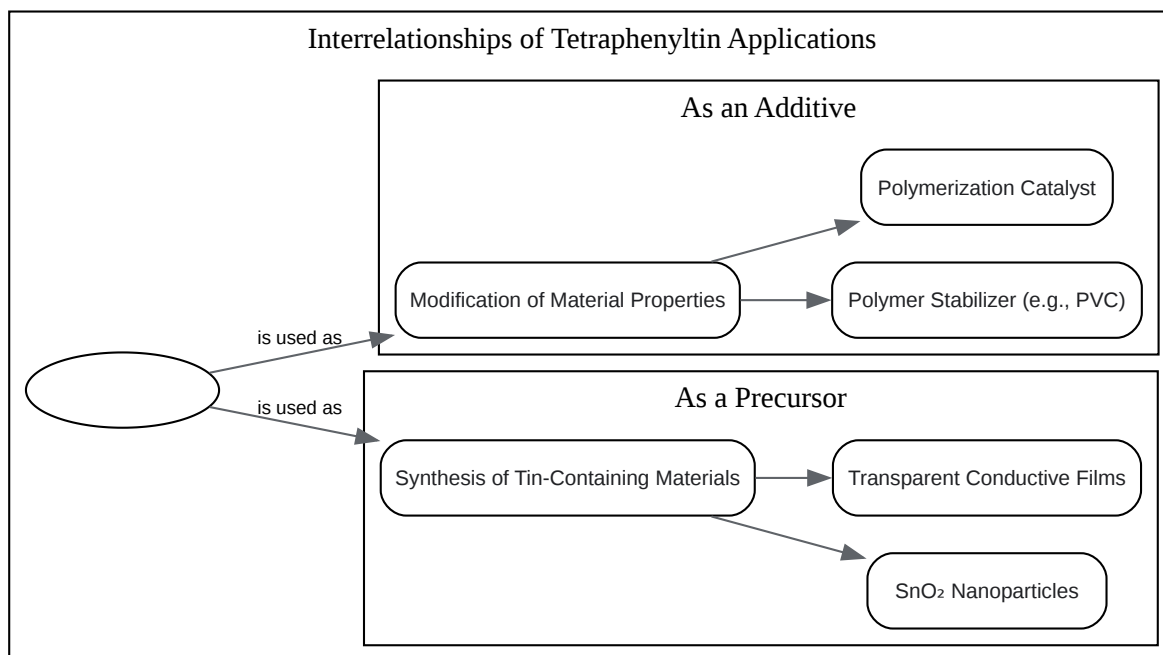 Interrelationships of Tetraphenyltin Applications
As an Additive
Polymerization Catalyst
Modification of Material Properties
Polymer Stabilizer (e.g., PVC)
is used as
is used as
As a Precursor
Synthesis of Tin-Containing Materials
Transparent Conductive Films
SnO₂ Nanoparticles